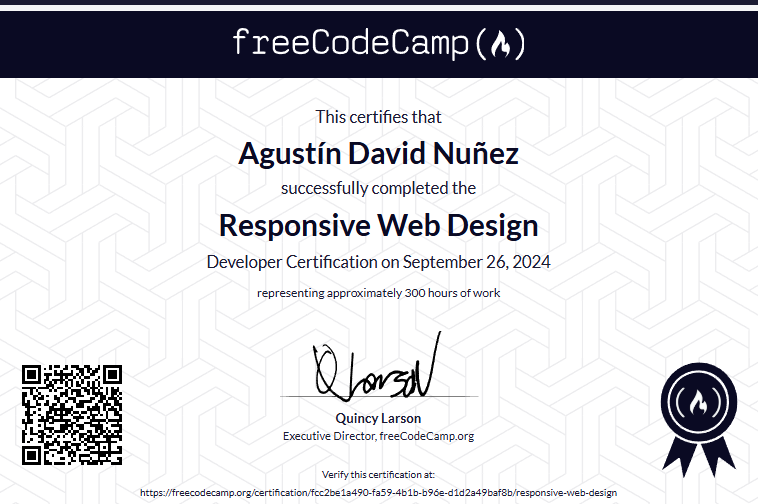 freeCodeCamp
This certifies that
Agustín David Nuñez
successfully completed the
Responsive Web Design
Developer Certification on September 26, 2024
representing approximately 300 hours of work
Q Larson
Quincy Larson
Executive Director, freeCodeCamp.org
Verify this certification at:
https://freecodecamp.org/certification/fcc2be1a490-fa59-4b1b-b96e-d1d2a49baf8b/responsive-web-design